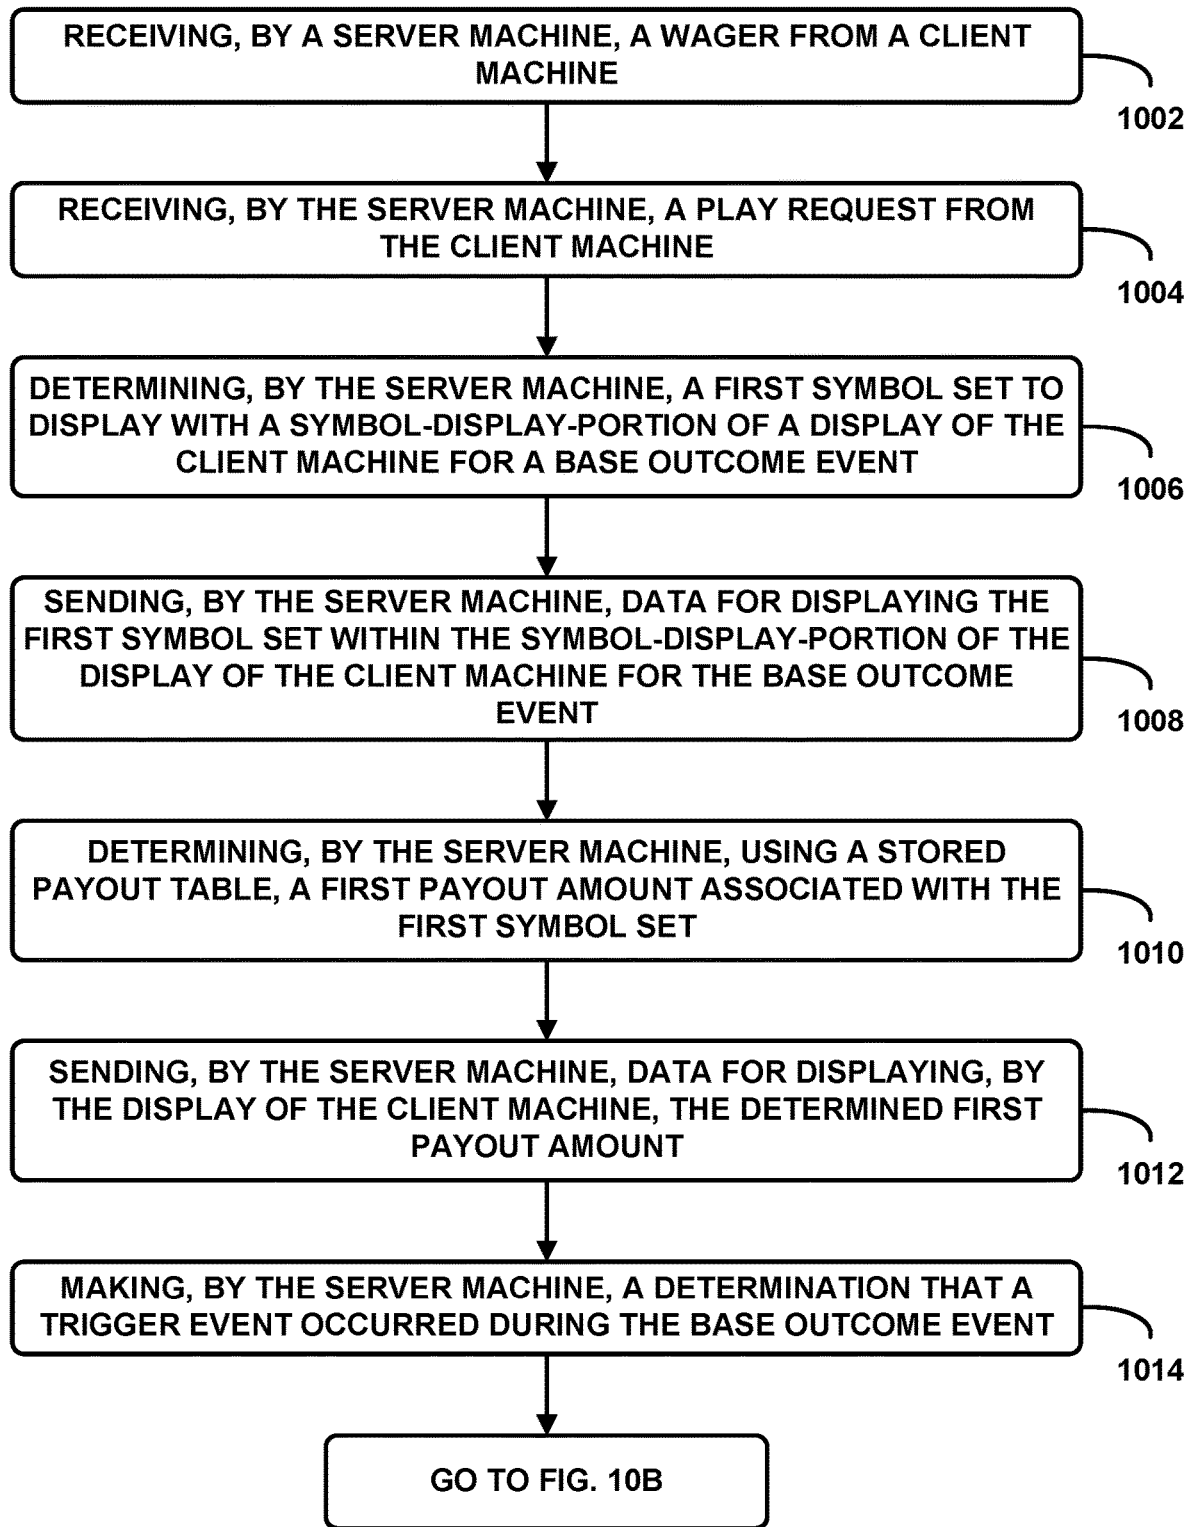 RECEIVING, BY A SERVER MACHINE, A WAGER FROM A CLIENT
MACHINE
1002
RECEIVING, BY THE SERVER MACHINE, A PLAY REQUEST FROM
THE CLIENT MACHINE
1004
DETERMINING, BY THE SERVER MACHINE, A FIRST SYMBOL SET TO
DISPLAY WITH A SYMBOL-DISPLAY-PORTION OF A DISPLAY OF THE
CLIENT MACHINE FOR A BASE OUTCOME EVENT
1006
SENDING, BY THE SERVER MACHINE, DATA FOR DISPLAYING THE
FIRST SYMBOL SET WITHIN THE SYMBOL-DISPLAY-PORTION OF THE
DISPLAY OF THE CLIENT MACHINE FOR THE BASE OUTCOME
EVENT
1008
DETERMINING, BY THE SERVER MACHINE, USING A STORED
PAYOUT TABLE, A FIRST PAYOUT AMOUNT ASSOCIATED WITH THE
FIRST SYMBOL SET
1010
SENDING, BY THE SERVER MACHINE, DATA FOR DISPLAYING, BY
THE DISPLAY OF THE CLIENT MACHINE, THE DETERMINED FIRST
PAYOUT AMOUNT
1012
MAKING, BY THE SERVER MACHINE, A DETERMINATION THAT A
TRIGGER EVENT OCCURRED DURING THE BASE OUTCOME EVENT
1014
GO TO FIG. 10B